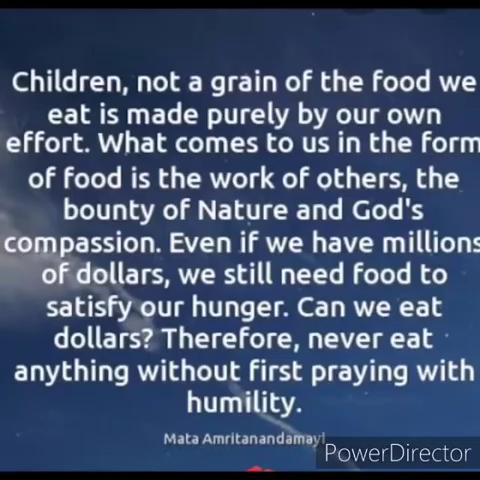 Children, not a grain of the food we
eat is made purely by our own
effort. What comes to us in the form
of food is the work of others, the
bounty of Nature and God's
compassion. Even if we have millions
of dollars, we still need food to
satisfy our hunger. Can we eat
dollars? Therefore, never eat
anything without first praying with
humility.
Mata Amritanandamayi
PowerDirector